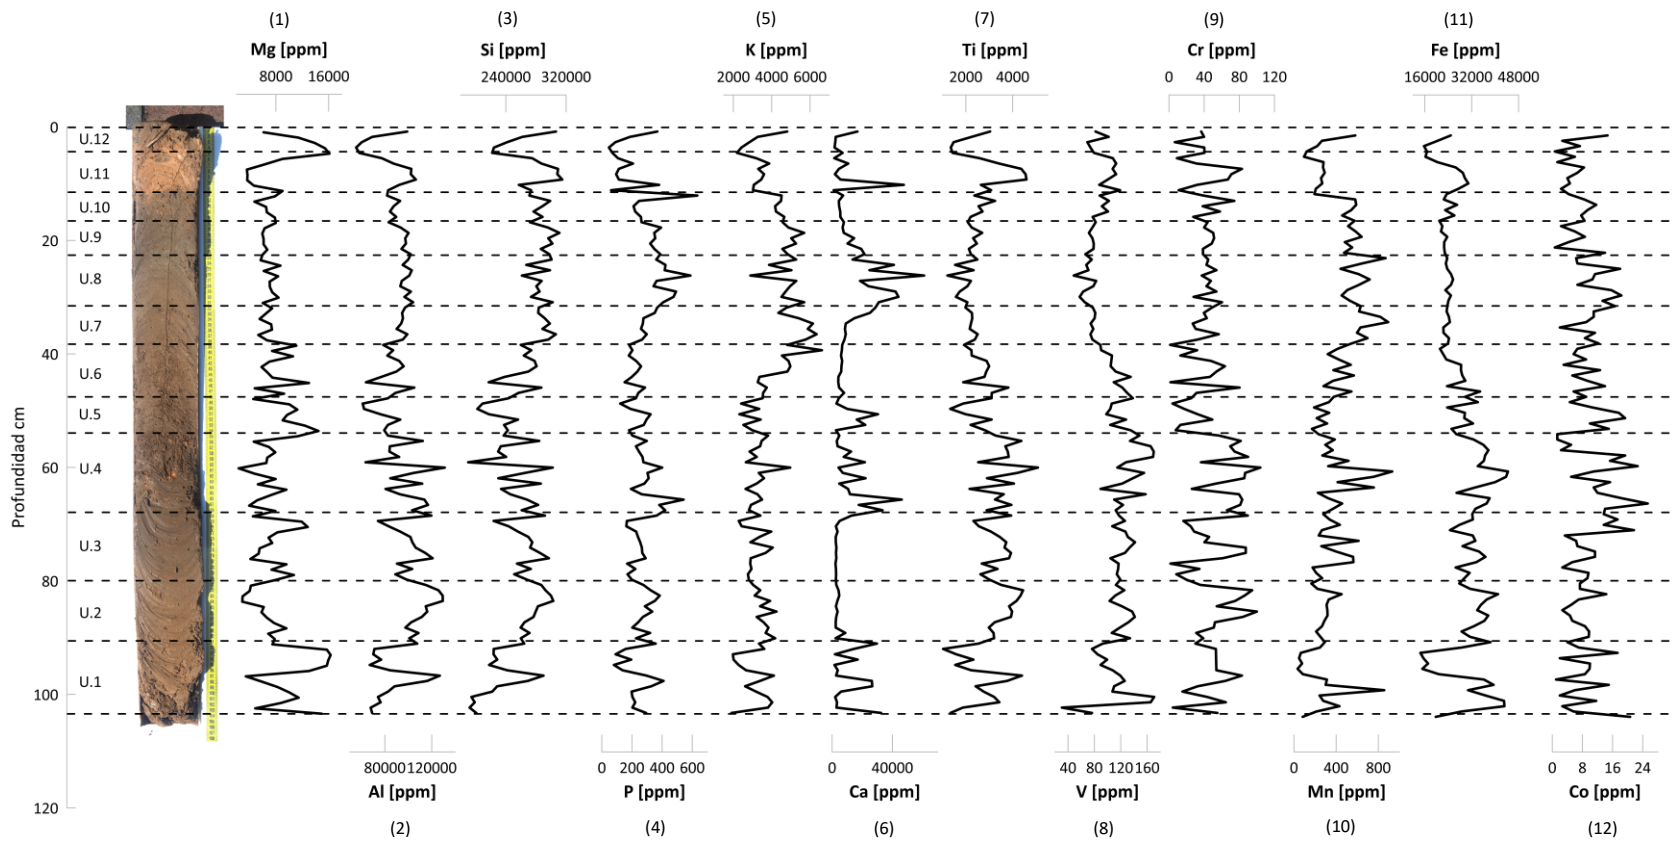 (1) (3) (5) (7) (9) (11)
Mg [ppm] Si [ppm] K [ppm] Ti [ppm] Cr [ppm] Fe [ppm]
8000 16000 240000 320000 2000 4000 6000 2000 4000 0 40 80 120 16000 32000 48000
0
U.12
U.11
U.10
20
U.9
U.8
U.7
40
U.6
U.5
U.4
60
U.3
80
U.2
U.1
100
120
Profundidad cm
80000 120000 0 200 400 600 0 40000 40 80 120 160 0 400 800 0 8 16 24
Al [ppm] P [ppm] Ca [ppm] V [ppm] Mn [ppm] Co [ppm]
(2) (4) (6) (8) (10) (12)